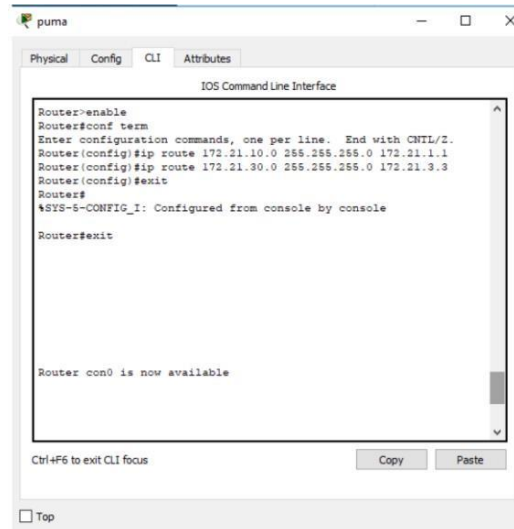 puma
Physical Config CLI Attributes
IOS Command Line Interface
Router>enable
Router#conf term
Enter configuration commands, one per line.  End with CNTL/Z.
Router(config)#ip route 172.21.10.0 255.255.255.0 172.21.1.1
Router(config)#ip route 172.21.30.0 255.255.255.0 172.21.3.3
Router(config)#exit
Router#
%SYS-5-CONFIG_I: Configured from console by console
Router#exit
Router con0 is now available
Ctrl+F6 to exit CLI focus
Copy Paste
Top